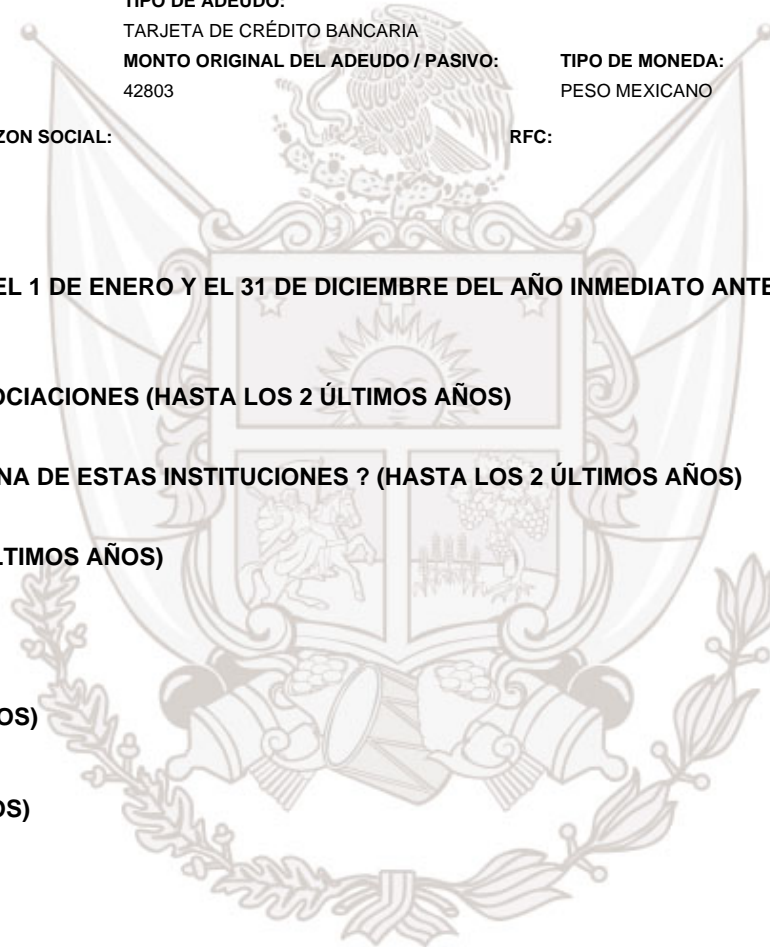 TIPO DE ADEUDO:
TARJETA DE CRÉDITO BANCARIA
MONTO ORIGINAL DEL ADEUDO / PASIVO: TIPO DE MONEDA:
42803 PESO MEXICANO
ZON SOCIAL: RFC:
EL 1 DE ENERO Y EL 31 DE DICIEMBRE DEL AÑO INMEDIATO ANTE
OCIACIONES (HASTA LOS 2 ÚLTIMOS AÑOS)
NA DE ESTAS INSTITUCIONES ? (HASTA LOS 2 ÚLTIMOS AÑOS)
LTIMOS AÑOS)
OS)
OS)